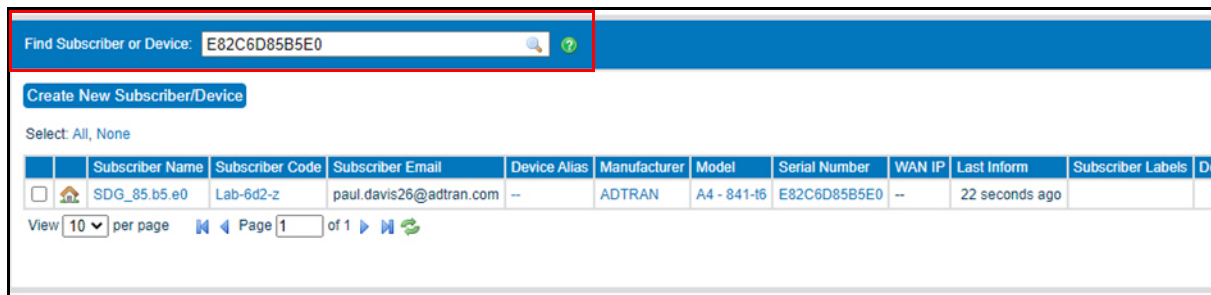 Find Subscriber or Device: E82C6D85B5E0
Create New Subscriber/Device
Select: All, None
Subscriber Name Subscriber Code Subscriber Email Device Alias Manufacturer Model Serial Number WAN IP Last Inform Subscriber Labels
SDG_85.b5.e0 Lab-6d2-z paul.davis26@adtran.com -- ADTRAN A4 - 841-t6 E82C6D85B5E0 -- 22 seconds ago
View 10 per page Page 1 of 1